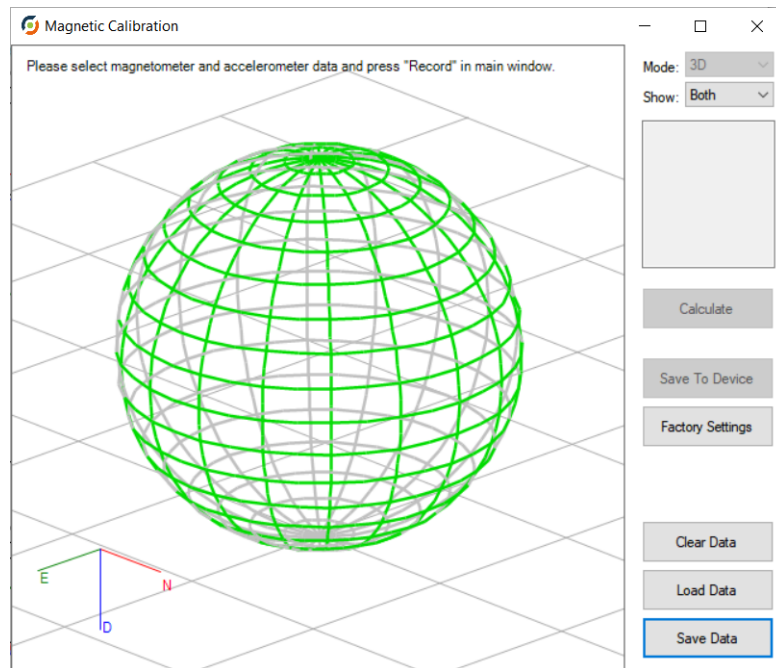 Magnetic Calibration
Please select magnetometer and accelerometer data and press "Record" in main window.
Mode: 3D
Show: Both
Calculate
Save To Device
Factory Settings
Clear Data
Load Data
Save Data
E
N
D